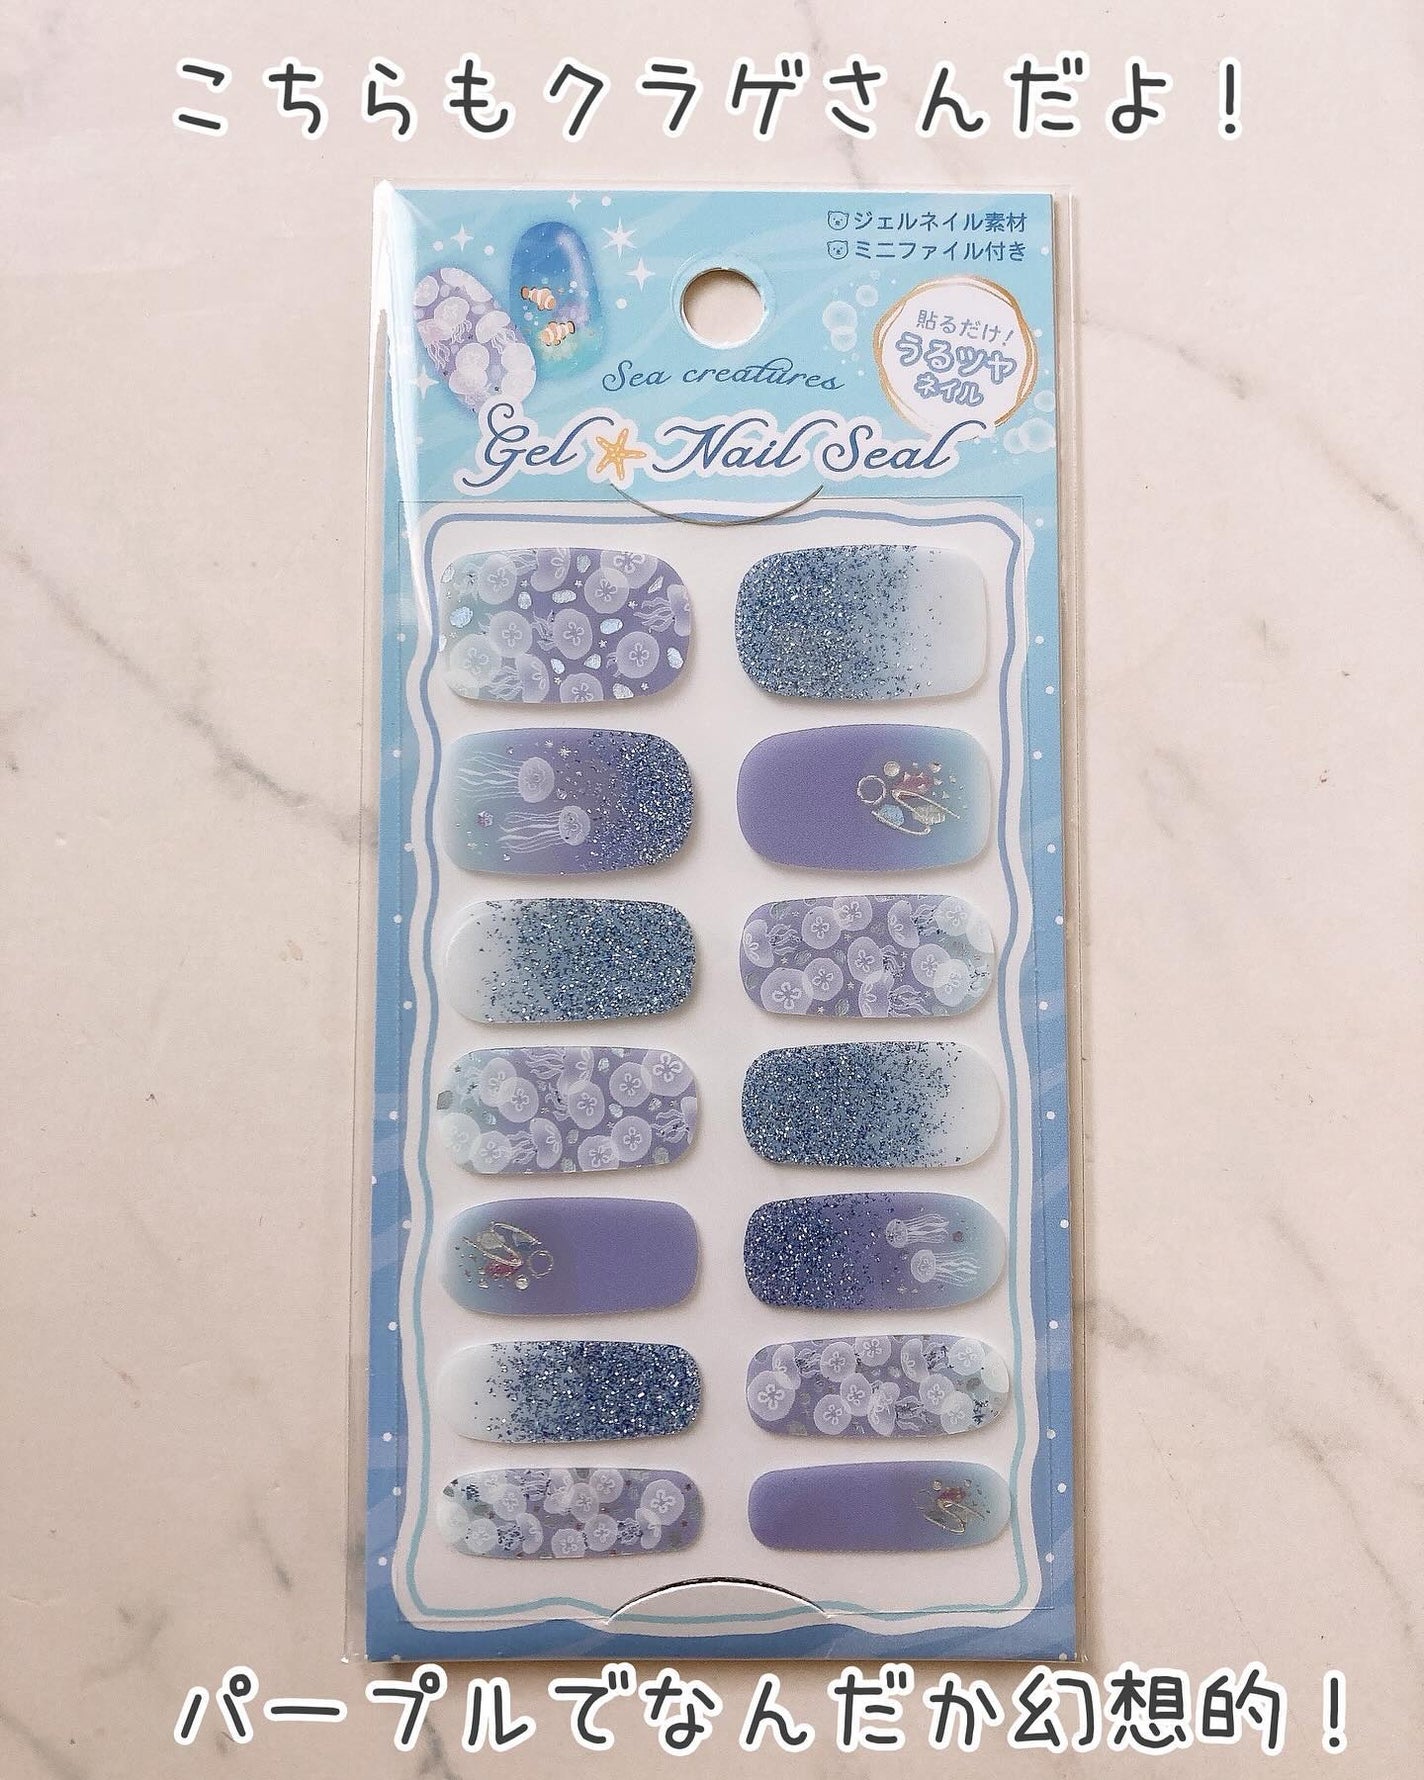 こちらもクラゲさんだよ！
ジェルネイル素材
ミニファイル付き
貼るだけ！
うるツヤ
ネイル
Sea creatures
Gel Nail Seal
パープルでなんだか幻想的！